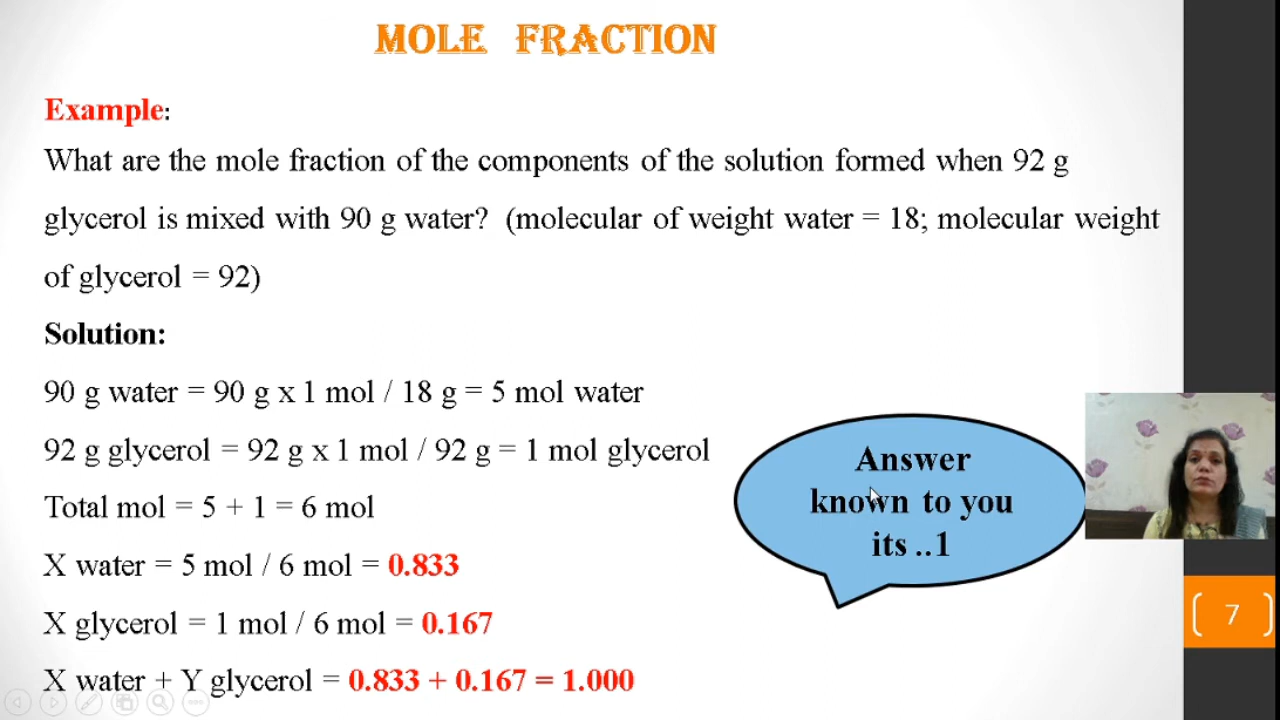 MOLE FRACTION
Example:
What are the mole fraction of the components of the solution formed when 92 g
glycerol is mixed with 90 g water? (molecular of weight water = 18; molecular weight
of glycerol = 92)
Solution:
90 g water = 90 g x 1 mol / 18 g = 5 mol water
92 g glycerol = 92 g x 1 mol / 92 g = 1 mol glycerol
Total mol = 5 + 1 = 6 mol
X water = 5 mol / 6 mol = 0.833
X glycerol = 1 mol / 6 mol = 0.167
X water + Y glycerol = 0.833 + 0.167 = 1.000
Answer
known to you
its ..1
7